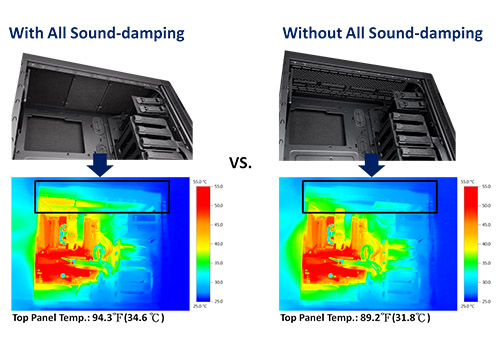 With All Sound-damping
Without All Sound-damping
VS.
55.0 °C
55.0
50.0
45.0
40.0
35.0
30.0
25.0
25.0 °C
55.0 °C
55.0
50.0
45.0
40.0
35.0
30.0
25.0
25.0 °C
Top Panel Temp.: 94.3℉(34.6℃)
Top Panel Temp.: 89.2℉(31.8℃)